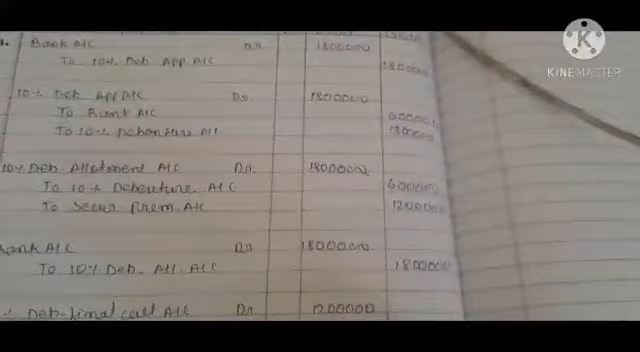 K
KINEMASTER
1. Bank A/C Dr. 1800000
To 10% Deb App A/C 1800000
10% Deb App A/C Dr. 1800000
To Bank A/C
To 10% Debenture A/C
10% Deb Allotment A/C Dr. 1800000
To 10% Debenture A/C 600000
To Secur Prem. A/C 1200000
Bank A/C Dr. 1800000
To 10% Deb. All. A/C 1800000
% Deb-final call A/C Dr. 1200000